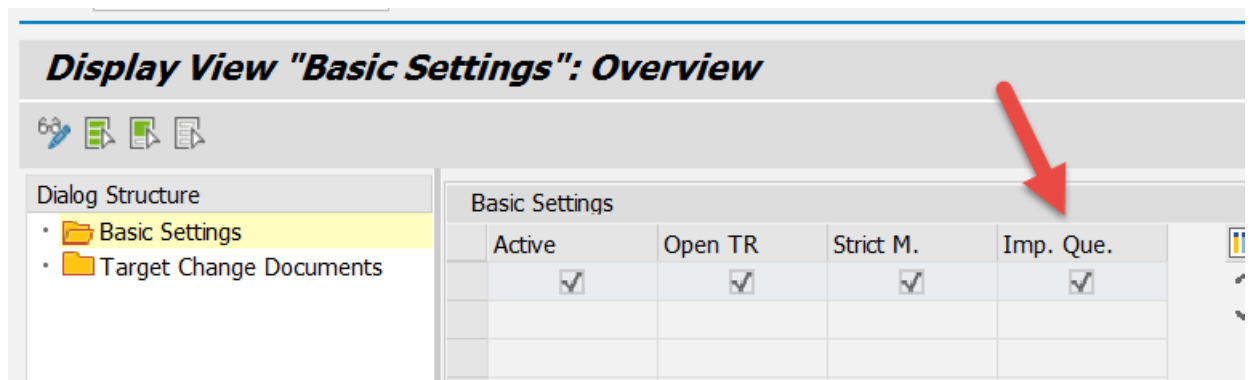 Display View "Basic Settings": Overview
Dialog Structure
Basic Settings
Target Change Documents
Basic Settings
Active Open TR Strict M. Imp. Que.